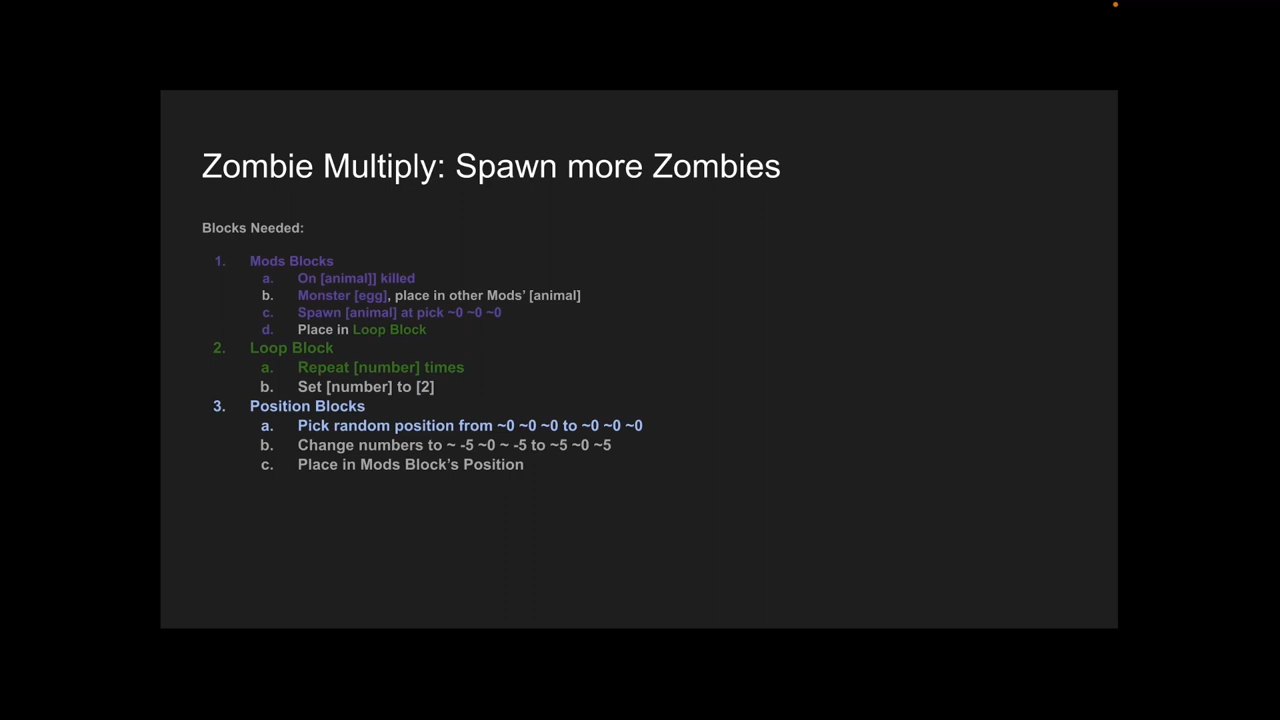 Zombie Multiply: Spawn more Zombies
Blocks Needed:
1. Mods Blocks
a. On [animal]] killed
b. Monster [egg], place in other Mods’ [animal]
c. Spawn [animal] at pick ~0 ~0 ~0
d. Place in Loop Block
2. Loop Block
a. Repeat [number] times
b. Set [number] to [2]
3. Position Blocks
a. Pick random position from ~0 ~0 ~0 to ~0 ~0 ~0
b. Change numbers to ~ -5 ~0 ~ -5 to ~5 ~0 ~5
c. Place in Mods Block’s Position